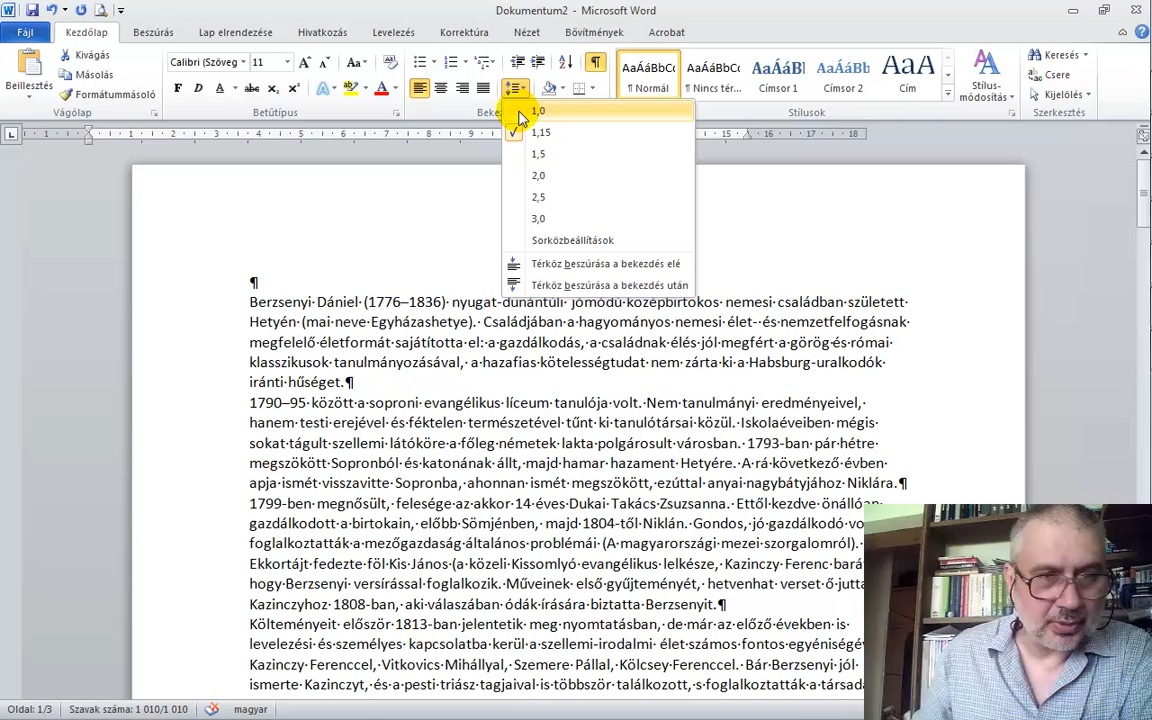 Dokumentum2 - Microsoft Word
Fájl Kezdőlap Beszúrás Lap elrendezése Hivatkozás Levelezés Korrektúra Nézet Bővítmények Acrobat
Beillesztés Kivágás
Másolás
Formátummásoló
Vágólap
Calibri (Szöveg 11
Betűtípus
AaÁáBbCc AaÁáBbCc AaÁáBl AaÁáBbC AaÁ
¶ Normál ¶ Nincs tér... Címsor 1 Címsor 2 Cím
Stílusok
Stílus-módosítás
Keresés
Csere
Kijelölés
Szerkesztés
1,0
1,15
1,5
2,0
2,5
3,0
Sorközbeállítások
Térköz beszúrása a bekezdés elé
Térköz beszúrása a bekezdés után
¶
Berzsenyi·Dániel·(1776–1836)·nyugat-dunántúli·jómódú·középbirtokos·nemesi·családban·született·
Hetyén·(mai·neve·Egyházashetye).·Családjában·a·hagyományos·nemesi·élet-·és·nemzetfelfogásnak·
megfelelő·életformát·sajátította·el:·a·gazdálkodás,·a·családnak·élés·jól·megfért·a·görög·és·római·
klasszikusok·tanulmányozásával,·a·hazafias·kötelességtudat·nem·zárta·ki·a·Habsburg-uralkodók·
iránti·hűséget.¶
1790–95·között·a·soproni·evangélikus·líceum·tanulója·volt.·Nem·tanulmányi·eredményeivel,·
hanem·testi·erejével·és·féktelen·természetével·tűnt·ki·tanulótársai·közül.·Iskolaéveiben·mégis·
sokat·tágult·szellemi·látóköre·a·főleg·németek·lakta·polgárosult·városban.·1793-ban·pár·hétre·
megszökött·Sopronból·és·katonának·állt,·majd·hamar·hazament·Hetyére.·A·rá·következő·évben·
apja·ismét·visszavitte·Sopronba,·ahonnan·ismét·megszökött,·ezúttal·anyai·nagybátyjához·Niklára.¶
1799-ben·megnősült,·felesége·az·akkor·14·éves·Dukai·Takács·Zsuzsanna.·Ettől·kezdve·önállóan·
gazdálkodott·a·birtokain,·előbb·Sömjénben,·majd·1804-től·Niklán.·Gondos,·jó·gazdálkodó·vo
foglalkoztatták·a·mezőgazdaság·általános·problémái·(A·magyarországi·mezei·szorgalomról).·
Ekkortájt·fedezte·föl·Kis·János·(a·közeli·Kissomlyó·evangélikus·lelkésze,·Kazinczy·Ferenc·barát
hogy·Berzsenyi·versírással·foglalkozik.·Műveinek·első·gyűjteményét,·hetvenhat·verset·ő·jutta
Kazinczyhoz·1808-ban,·aki·válaszában·ódák·írására·biztatta·Berzsenyit.¶
Költeményeit·először·1813-ban·jelentetik·meg·nyomtatásban,·de·már·az·előző·években·is·
levelezési·és·személyes·kapcsolatba·kerül·a·szellemi-irodalmi·élet·számos·fontos·egyéniségé
Kazinczy·Ferenccel,·Vitkovics·Mihállyal,·Szemere·Pállal,·Kölcsey·Ferenccel.·Bár·Berzsenyi·jól·
ismerte·Kazinczyt,·és·a·pesti·triász·tagjaival·is·többször·találkozott,·s·foglalkoztatták·a·társada
Oldal: 1/3 Szavak száma: 1 010/1 010 magyar